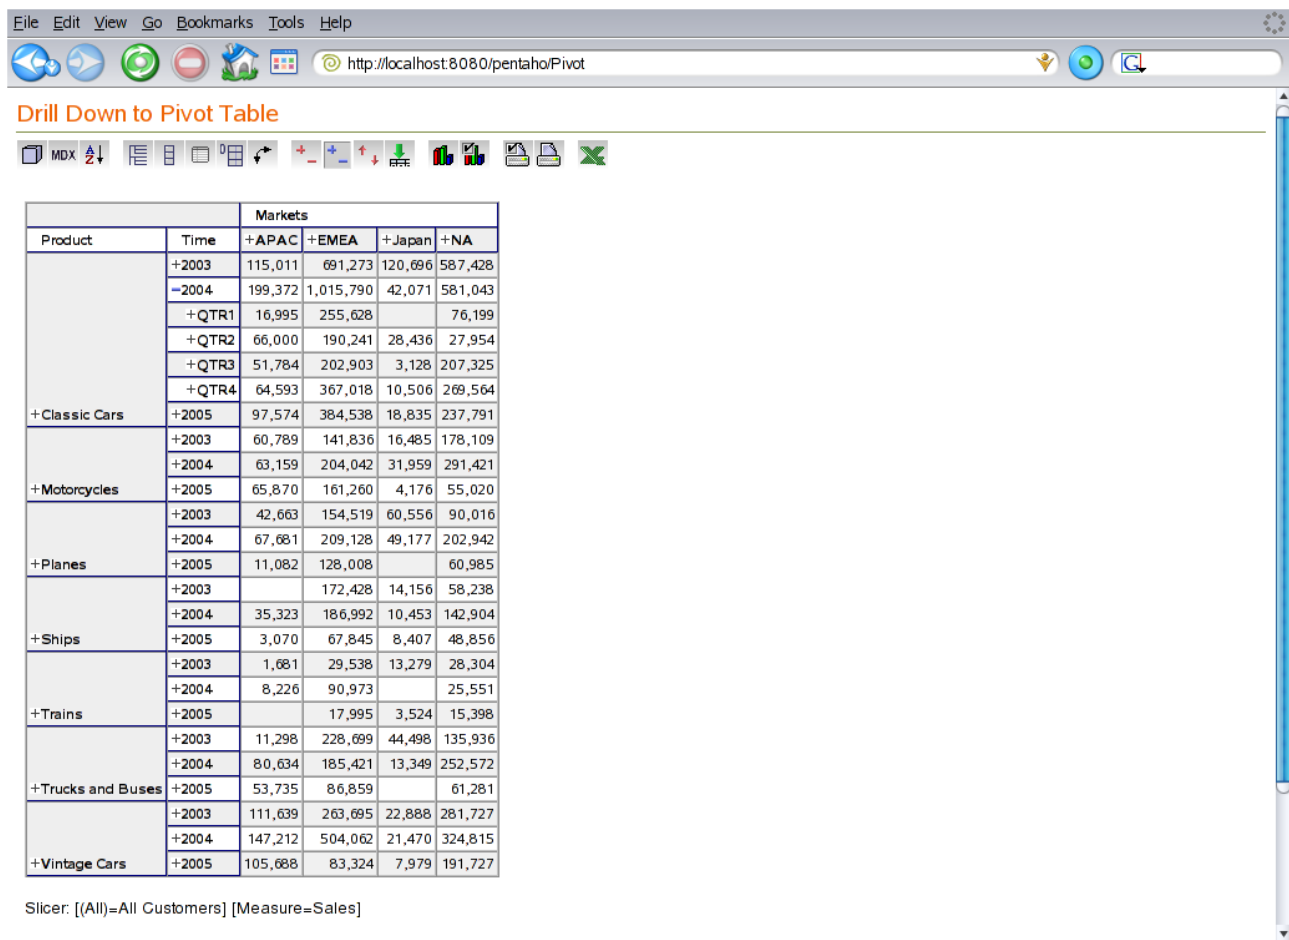 File Edit View Go Bookmarks Tools Help
http://localhost:8080/pentaho/Pivot G
Drill Down to Pivot Table
MDX A Z
Markets
Product Time +APAC +EMEA +Japan +NA
+2003 115,011 691,273 120,696 587,428
-2004 199,372 1,015,790 42,071 581,043
+QTR1 16,995 255,628 76,199
+QTR2 66,000 190,241 28,436 27,954
+QTR3 51,784 202,903 3,128 207,325
+QTR4 64,593 367,018 10,506 269,564
+Classic Cars +2005 97,574 384,538 18,835 237,791
+2003 60,789 141,836 16,485 178,109
+2004 63,159 204,042 31,959 291,421
+Motorcycles +2005 65,870 161,260 4,176 55,020
+2003 42,663 154,519 60,556 90,016
+2004 67,681 209,128 49,177 202,942
+Planes +2005 11,082 128,008 60,985
+2003 172,428 14,156 58,238
+2004 35,323 186,992 10,453 142,904
+Ships +2005 3,070 67,845 8,407 48,856
+2003 1,681 29,538 13,279 28,304
+2004 8,226 90,973 25,551
+Trains +2005 17,995 3,524 15,398
+2003 11,298 228,699 44,498 135,936
+2004 80,634 185,421 13,349 252,572
+Trucks and Buses +2005 53,735 86,859 61,281
+2003 111,639 263,695 22,888 281,727
+2004 147,212 504,062 21,470 324,815
+Vintage Cars +2005 105,688 83,324 7,979 191,727
Slicer: [(All)=All Customers] [Measure=Sales]